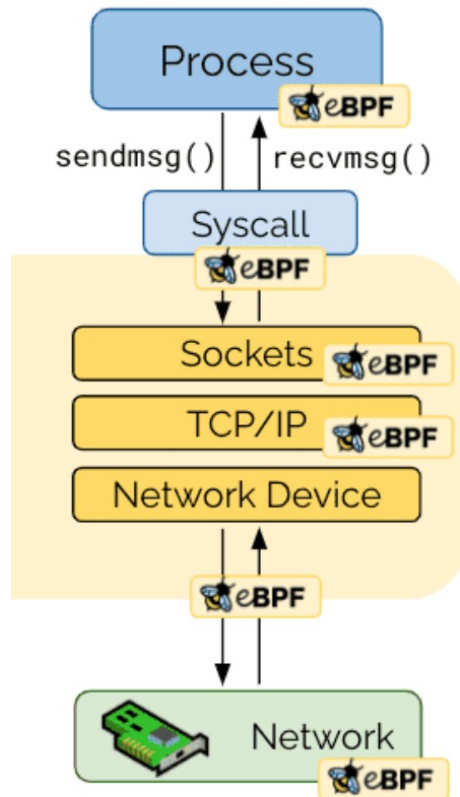 Process
eBPF
sendmsg() recvmsg()
Syscall
eBPF
Sockets
eBPF
TCP/IP
eBPF
Network Device
eBPF
Network
eBPF